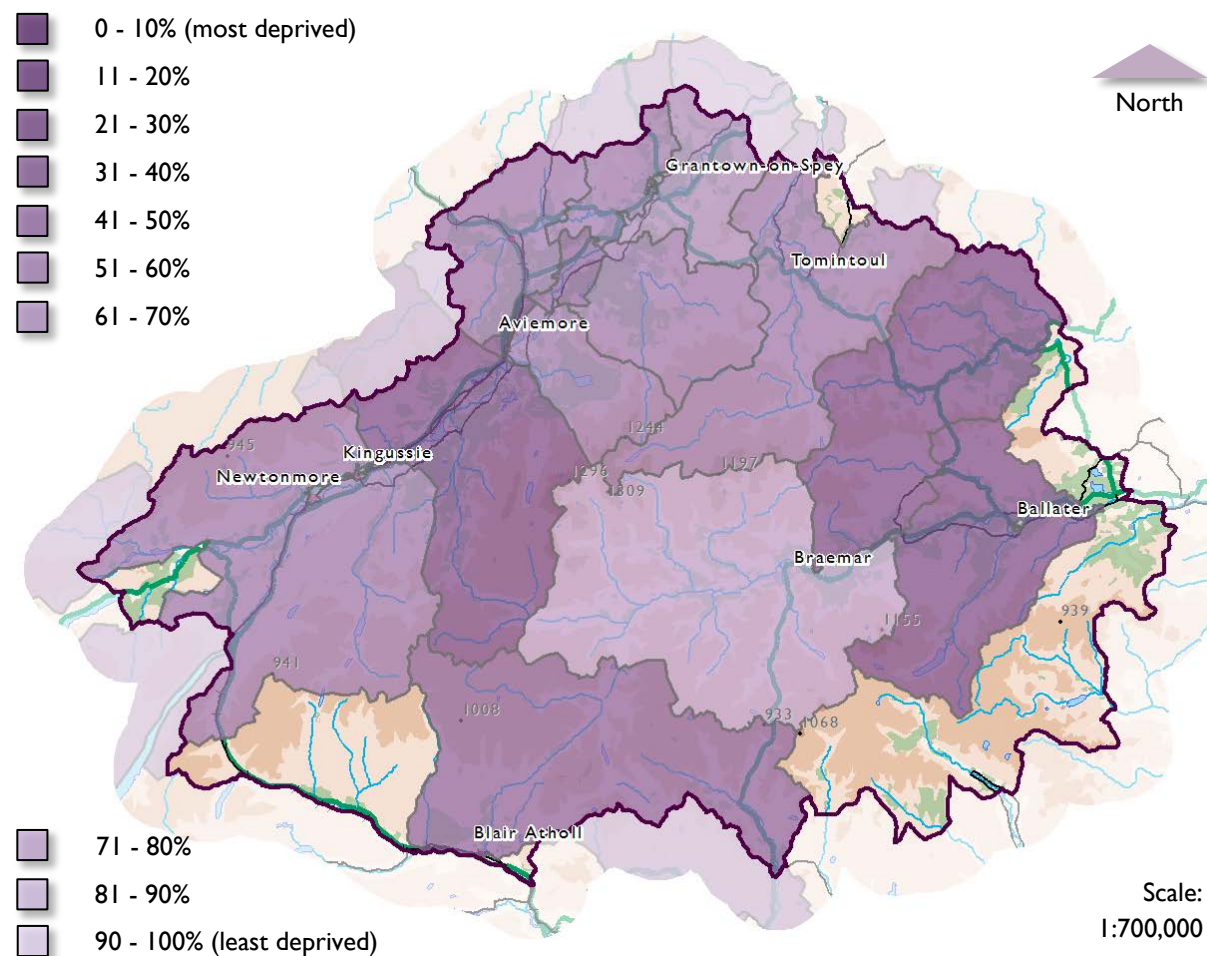 0 - 10% (most deprived)
11 - 20%
21 - 30%
31 - 40%
41 - 50%
51 - 60%
61 - 70%
North
Grantown-on-Spey
Tomintoul
Aviemore
1244
945
Kingussie
1197
1296
Newtonmore
1309
Ballater
Braemar
939
1155
941
1008
933
1068
Blair Atholl
71 - 80%
81 - 90%
90 - 100% (least deprived)
Scale:
1:700,000